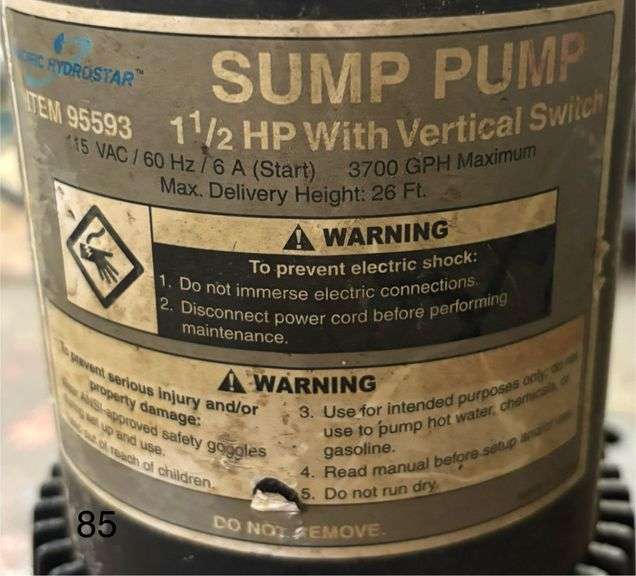 PACIFIC HYDROSTAR™
SUMP PUMP
ITEM 95593
1 1/2 HP With Vertical Switch
115 VAC / 60 Hz / 6 A (Start) 3700 GPH Maximum
Max. Delivery Height: 26 Ft.
WARNING
To prevent electric shock:
1. Do not immerse electric connections.
2. Disconnect power cord before performing
maintenance.
WARNING
To prevent serious injury and/or
property damage:
ANSI-approved safety goggles
set up and use.
out of reach of children.
3. Use for intended purposes only; do not
use to pump hot water, chemicals, or
gasoline.
4. Read manual before setup and/or use.
5. Do not run dry.
DO NOT REMOVE.
85